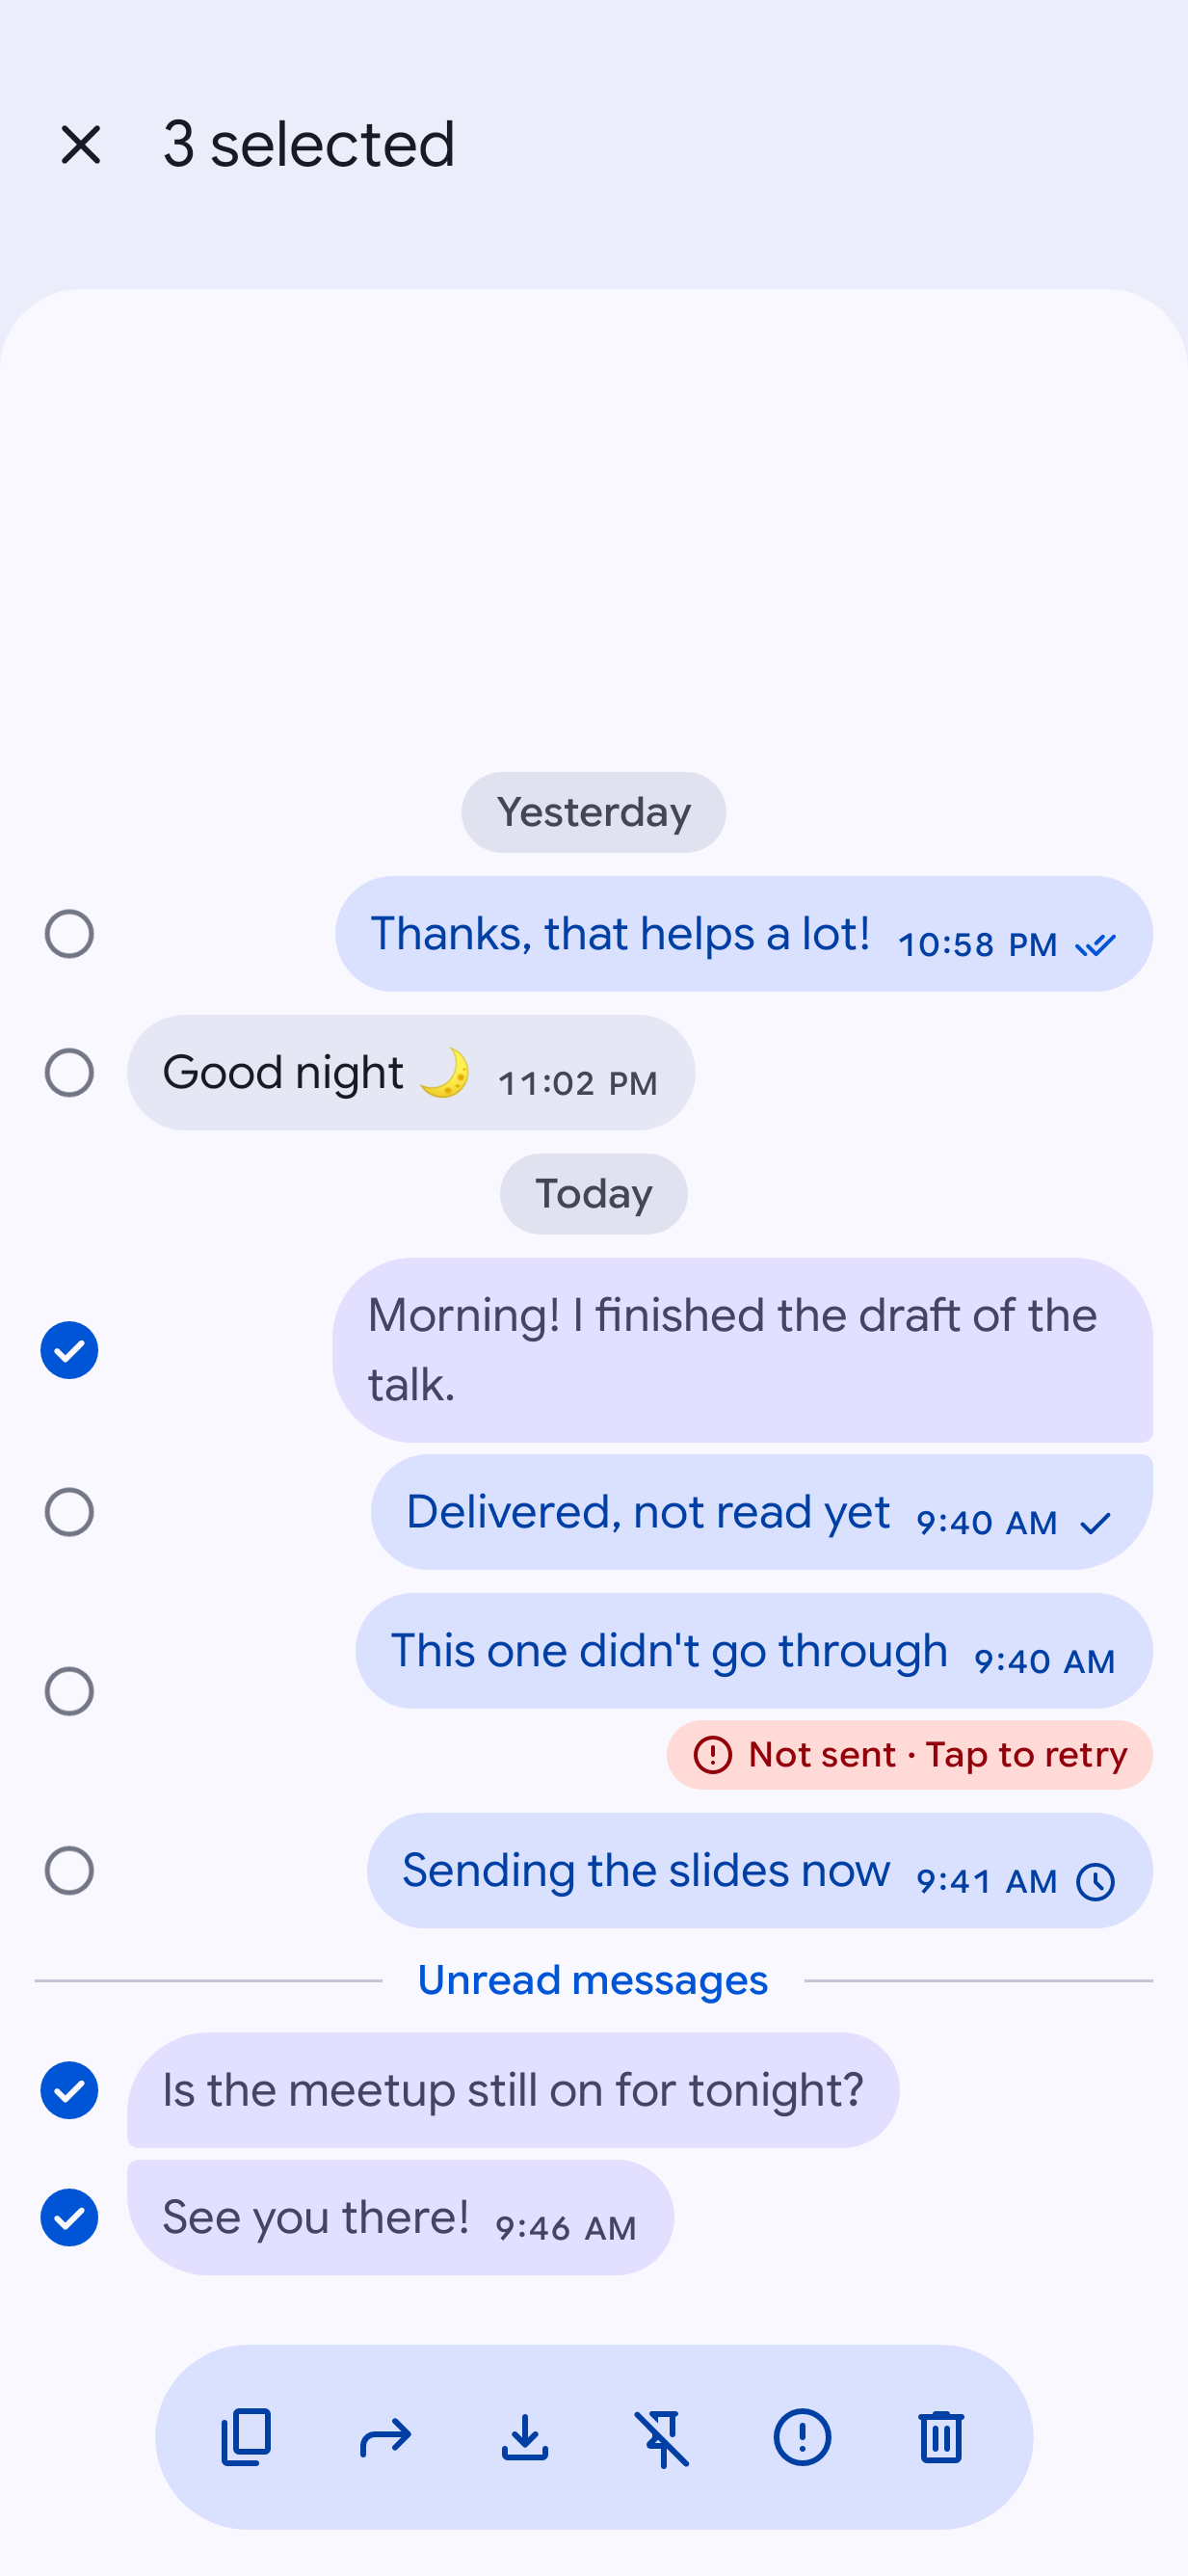 3 selected
Yesterday
Thanks, that helps a lot! 10:58 PM
Good night 🌙 11:02 PM
Today
Morning! I finished the draft of the
talk.
Delivered, not read yet 9:40 AM
This one didn't go through 9:40 AM
Not sent · Tap to retry
Sending the slides now 9:41 AM
Unread messages
Is the meetup still on for tonight?
See you there! 9:46 AM